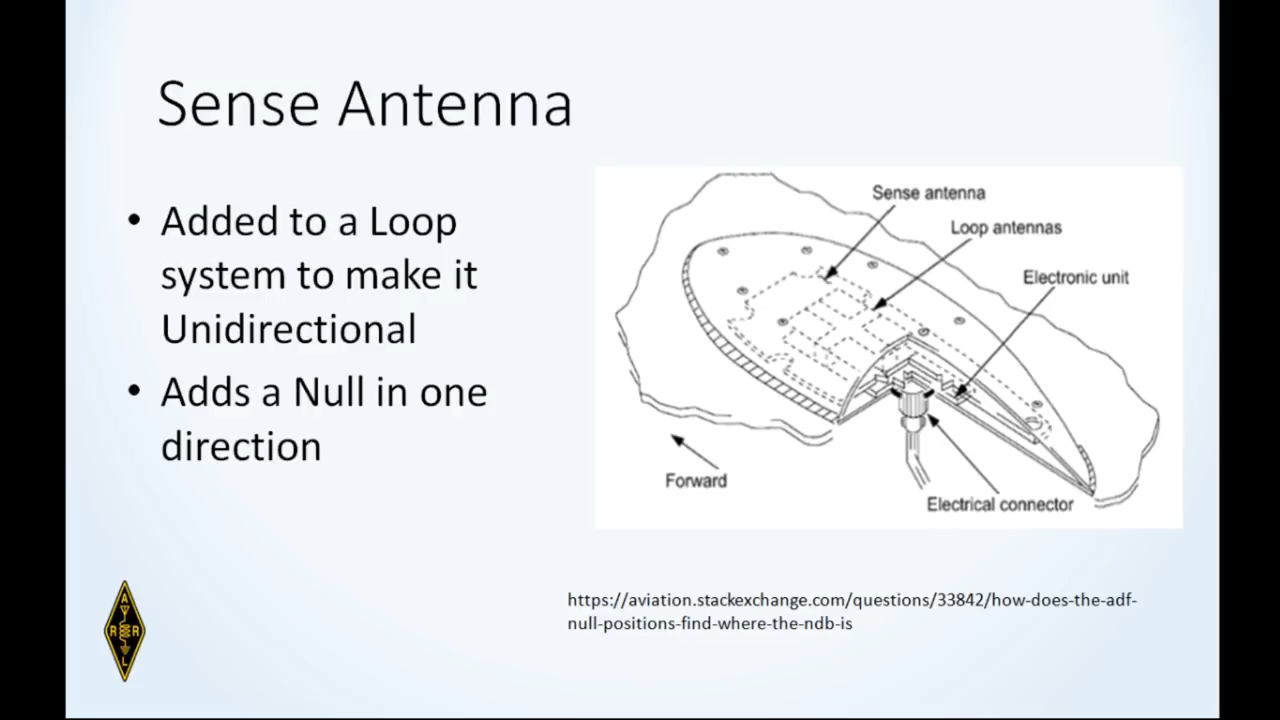 Sense Antenna
• Added to a Loop
system to make it
Unidirectional
• Adds a Null in one
direction
Sense antenna
Loop antennas
Electronic unit
Forward
Electrical connector
https://aviation.stackexchange.com/questions/33842/how-does-the-adf-
null-positions-find-where-the-ndb-is
A
R R
L